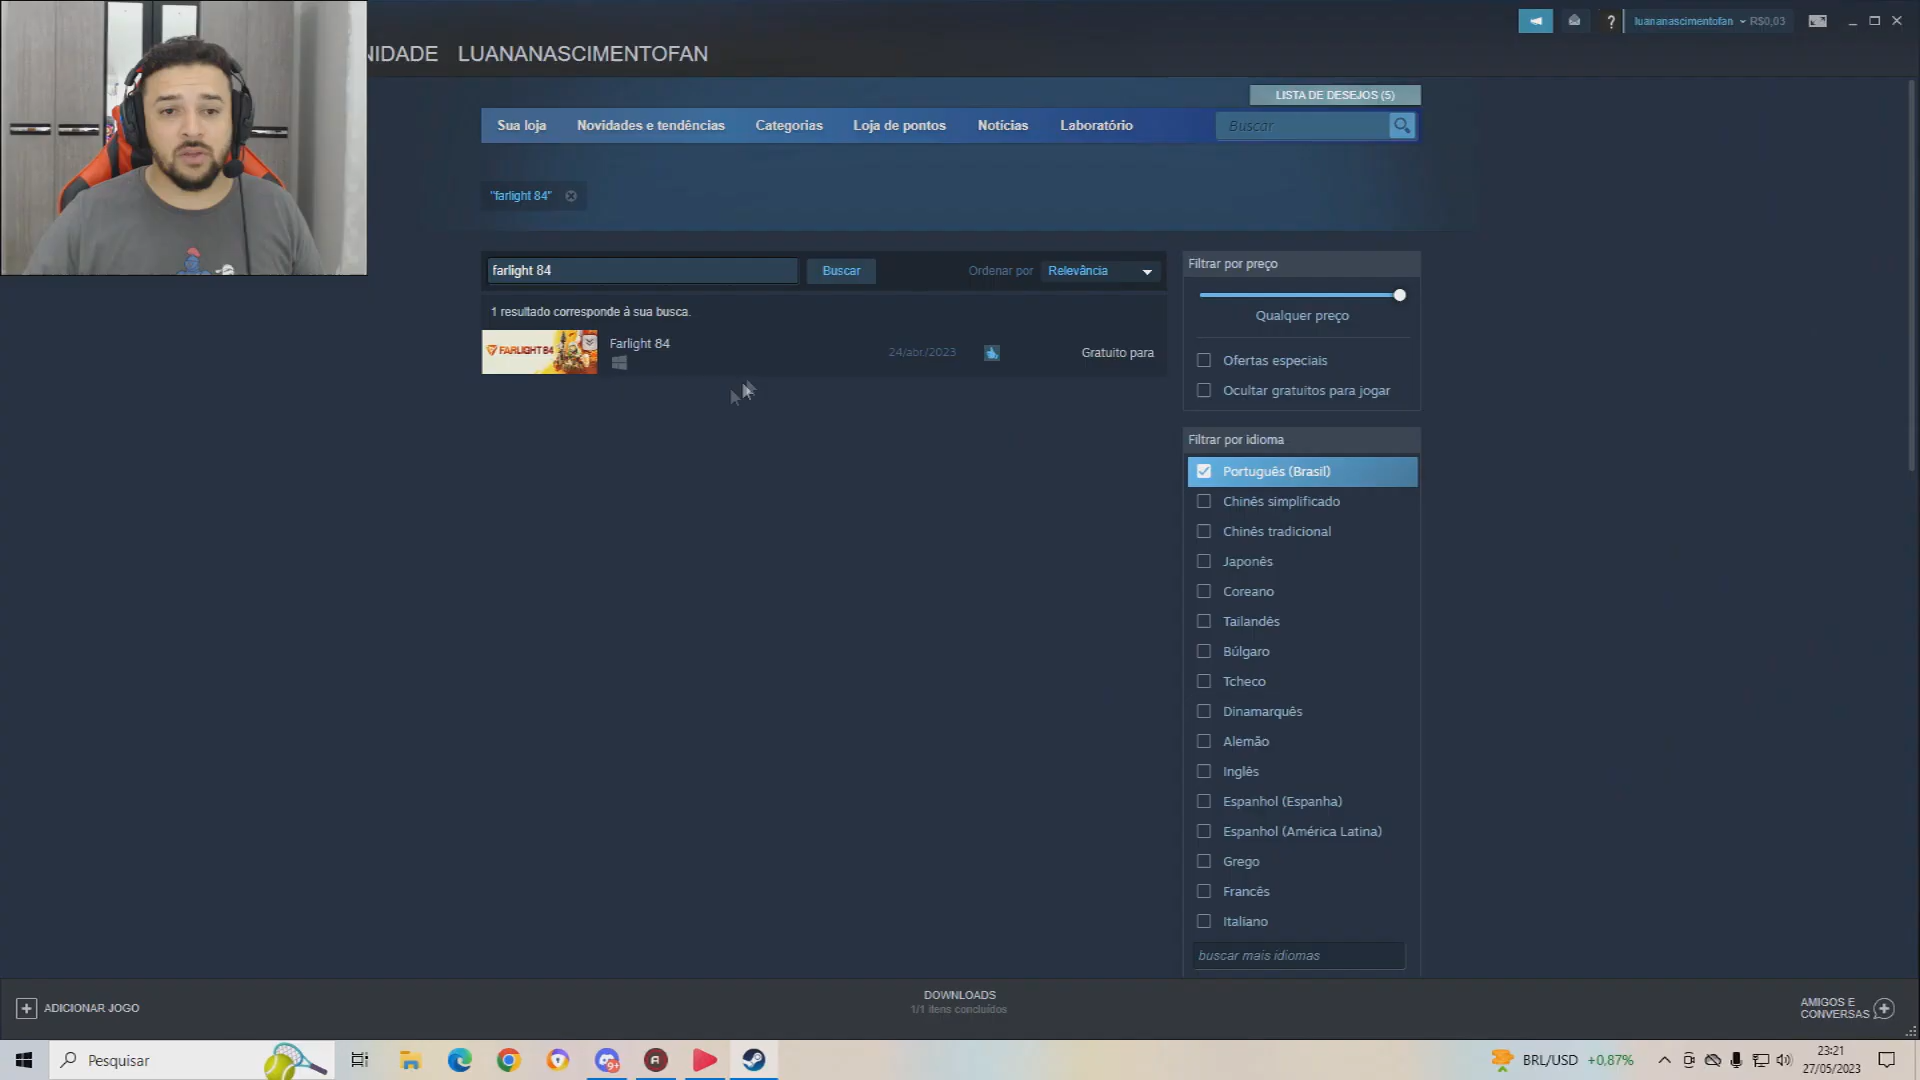 NIDADE LUANANASCIMENTOFAN
? luananascimentofan R$0,03
LISTA DE DESEJOS (5)
Sua loja Novidades e tendências Categorias Loja de pontos Notícias Laboratório Buscar
"farlight 84"
farlight 84 Buscar Ordenar por Relevância
1 resultado corresponde à sua busca.
FARLIGHT 84 Farlight 84 24/abr./2023 Gratuito para
Filtrar por preço
Qualquer preço
Ofertas especiais
Ocultar gratuitos para jogar
Filtrar por idioma
Português (Brasil)
Chinês simplificado
Chinês tradicional
Japonês
Coreano
Tailandês
Búlgaro
Tcheco
Dinamarquês
Alemão
Inglês
Espanhol (Espanha)
Espanhol (América Latina)
Grego
Francês
Italiano
buscar mais idiomas
ADICIONAR JOGO
DOWNLOADS
1/1 itens concluídos
AMIGOS E
CONVERSAS
Pesquisar
9+
BRL/USD +0,87%
23:21
27/05/2023